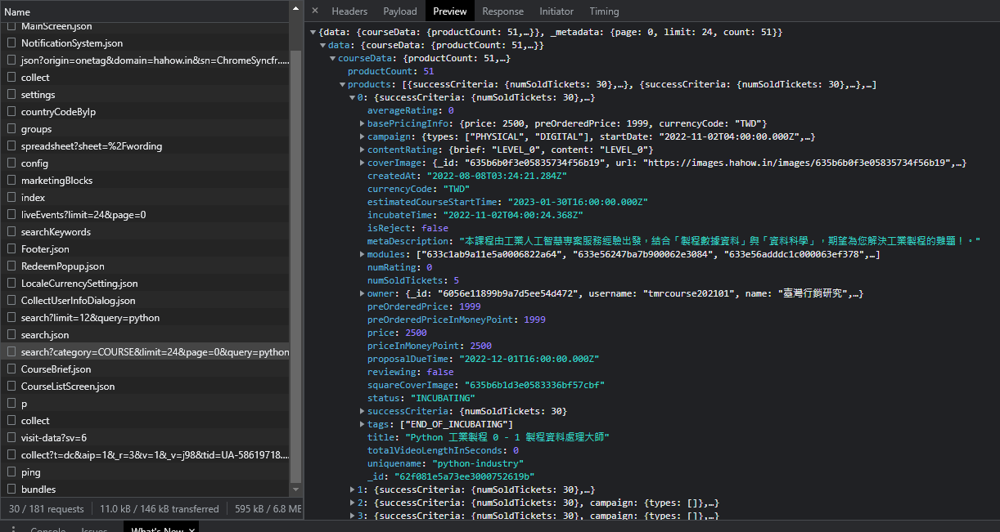 Name
MainScreen.json
NotificationSystem.json
json?origin=onetag&domain=hahow.in&sn=ChromeSyncfr.....
collect
settings
countryCodeByIp
groups
spreadsheet?sheet=%2Fwording
config
marketingBlocks
index
liveEvents?limit=24&page=0
searchKeywords
Footer.json
RedeemPopup.json
LocaleCurrencySetting.json
CollectUserInfoDialog.json
search?limit=12&query=python
search.json
search?category=COURSE&limit=24&page=0&query=python
CourseBrief.json
CourseListScreen.json
p
collect
visit-data?sv=6
collect?t=dc&aip=1&_r=3&v=1&_v=j98&tid=UA-58619718....
ping
bundles
30 / 181 requests 11.0 kB / 146 kB transferred 595 kB / 6.8 MB
Console Issues What's New ×
× Headers Payload Preview Response Initiator Timing
{data: {courseData: {productCount: 51,…}}, _metadata: {page: 0, limit: 24, count: 51}}
data: {courseData: {productCount: 51,…}}
courseData: {productCount: 51,…}
productCount: 51
products: [{successCriteria: {numSoldTickets: 30},…}, {successCriteria: {numSoldTickets: 30},…},…]
0: {successCriteria: {numSoldTickets: 30},…}
averageRating: 0
basePricingInfo: {price: 2500, preOrderedPrice: 1999, currencyCode: "TWD"}
campaign: {types: ["PHYSICAL", "DIGITAL"], startDate: "2022-11-02T04:00:00.000Z",…}
contentRating: {brief: "LEVEL_0", content: "LEVEL_0"}
coverImage: {_id: "635b6b0f3e05835734f56b19", url: "https://images.hahow.in/images/635b6b0f3e05835734f56b19",…}
createdAt: "2022-08-08T03:24:21.284Z"
currencyCode: "TWD"
estimatedCourseStartTime: "2023-01-30T16:00:00.000Z"
incubateTime: "2022-11-02T04:00:24.368Z"
isReject: false
metaDescription: "本課程由工業人工智慧專案服務經驗出發，結合「製程數據資料」與「資料科學」，期望為您解決工業製程的難題！。"
modules: ["633c1ab9a11e5a0006822a64", "633e56247ba7b900062e3084", "633e56adddc1c000063ef378",…]
numRating: 0
numSoldTickets: 5
owner: {_id: "6056e11899b9a7d5ee54d472", username: "tmrcourse202101", name: "臺灣行銷研究",…}
preOrderedPrice: 1999
preOrderedPriceInMoneyPoint: 1999
price: 2500
priceInMoneyPoint: 2500
proposalDueTime: "2022-12-01T16:00:00.000Z"
reviewing: false
squareCoverImage: "635b6b1d3e0583336bf57cbf"
status: "INCUBATING"
successCriteria: {numSoldTickets: 30}
tags: ["END_OF_INCUBATING"]
title: "Python 工業製程 0 - 1 製程資料處理大師"
totalVideoLengthInSeconds: 0
uniquename: "python-industry"
_id: "62f081e5a73ee3000752619b"
1: {successCriteria: {numSoldTickets: 30},…}
2: {successCriteria: {numSoldTickets: 30}, campaign: {types: []},…}
3: {successCriteria: {numSoldTickets: 30}, campaign: {types: []},…}